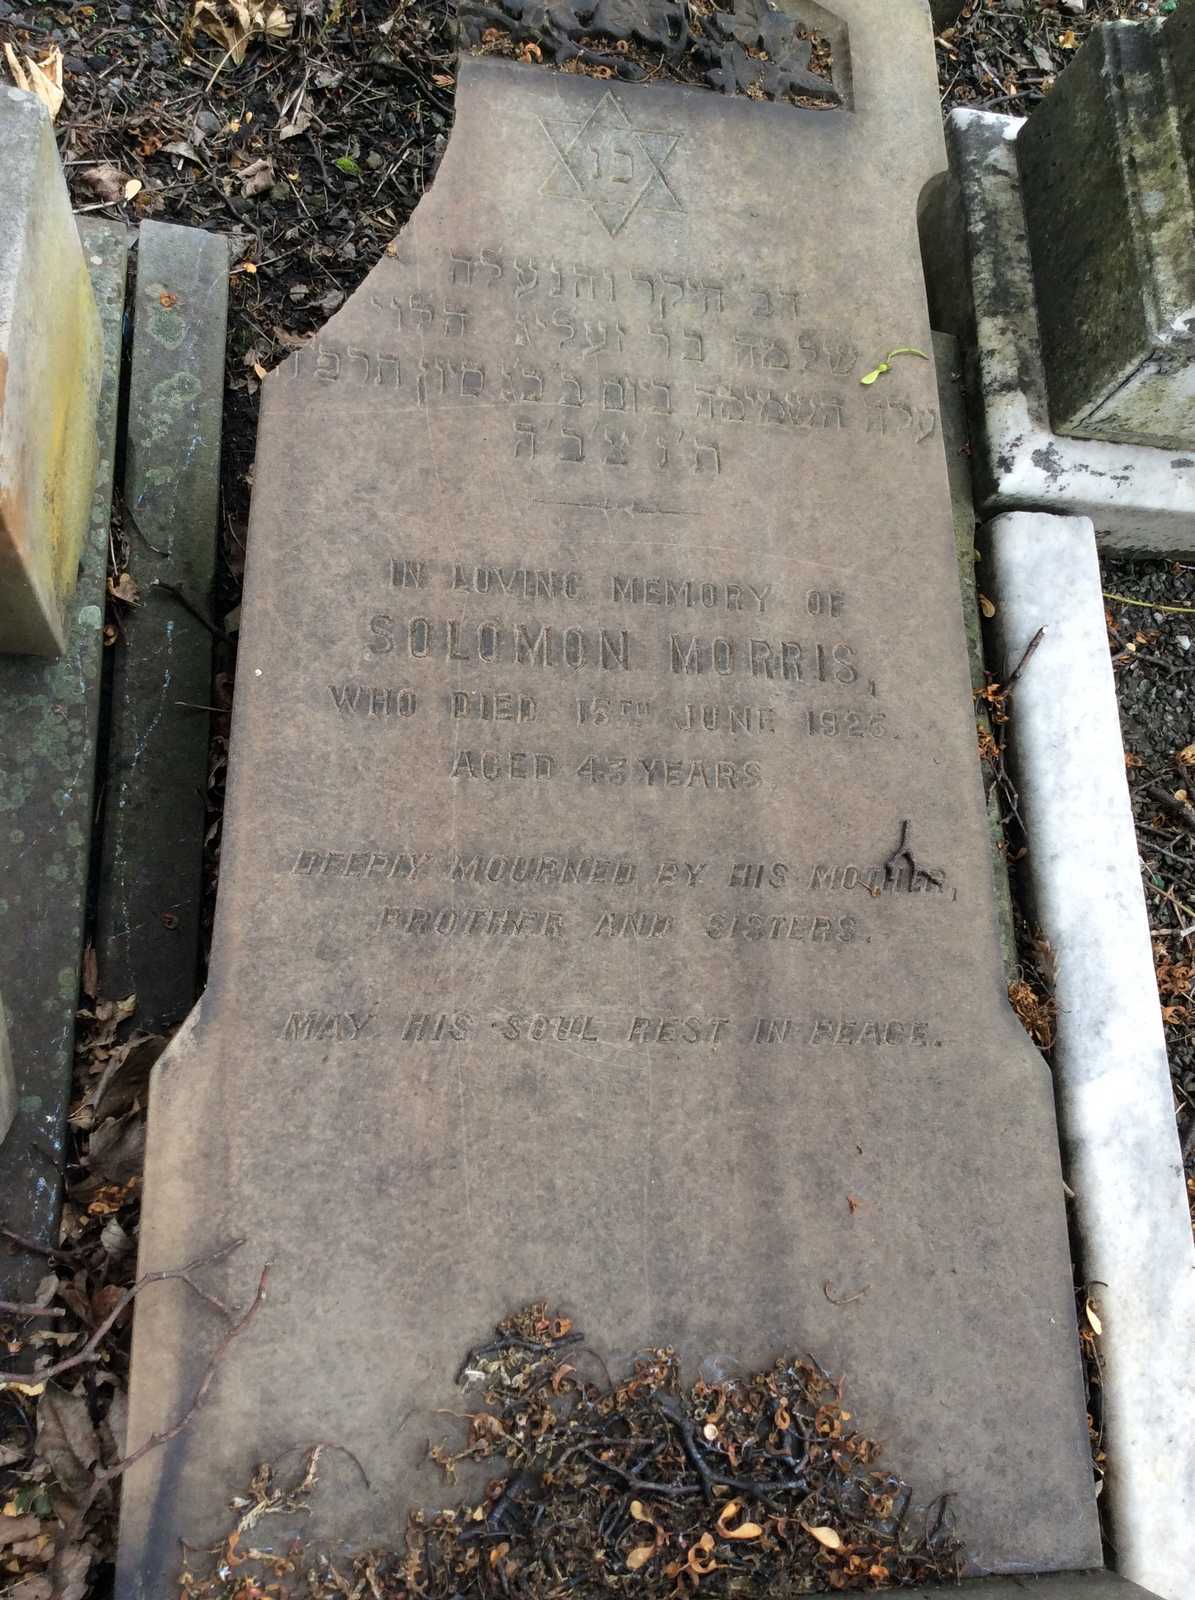 פנ
הב' היקר והנעלה
שלמה בר זעליג הלוי
עלה השמימה ביום ב' כג סיון
ת'נ'צ'ב'ה
IN LOVING MEMORY OF
SOLOMON MORRIS,
WHO DIED 15TH JUNE 1925.
AGED 43 YEARS.
DEEPLY MOURNED BY HIS MOTHER,
BROTHER AND SISTERS.
MAY HIS SOUL REST IN PEACE.